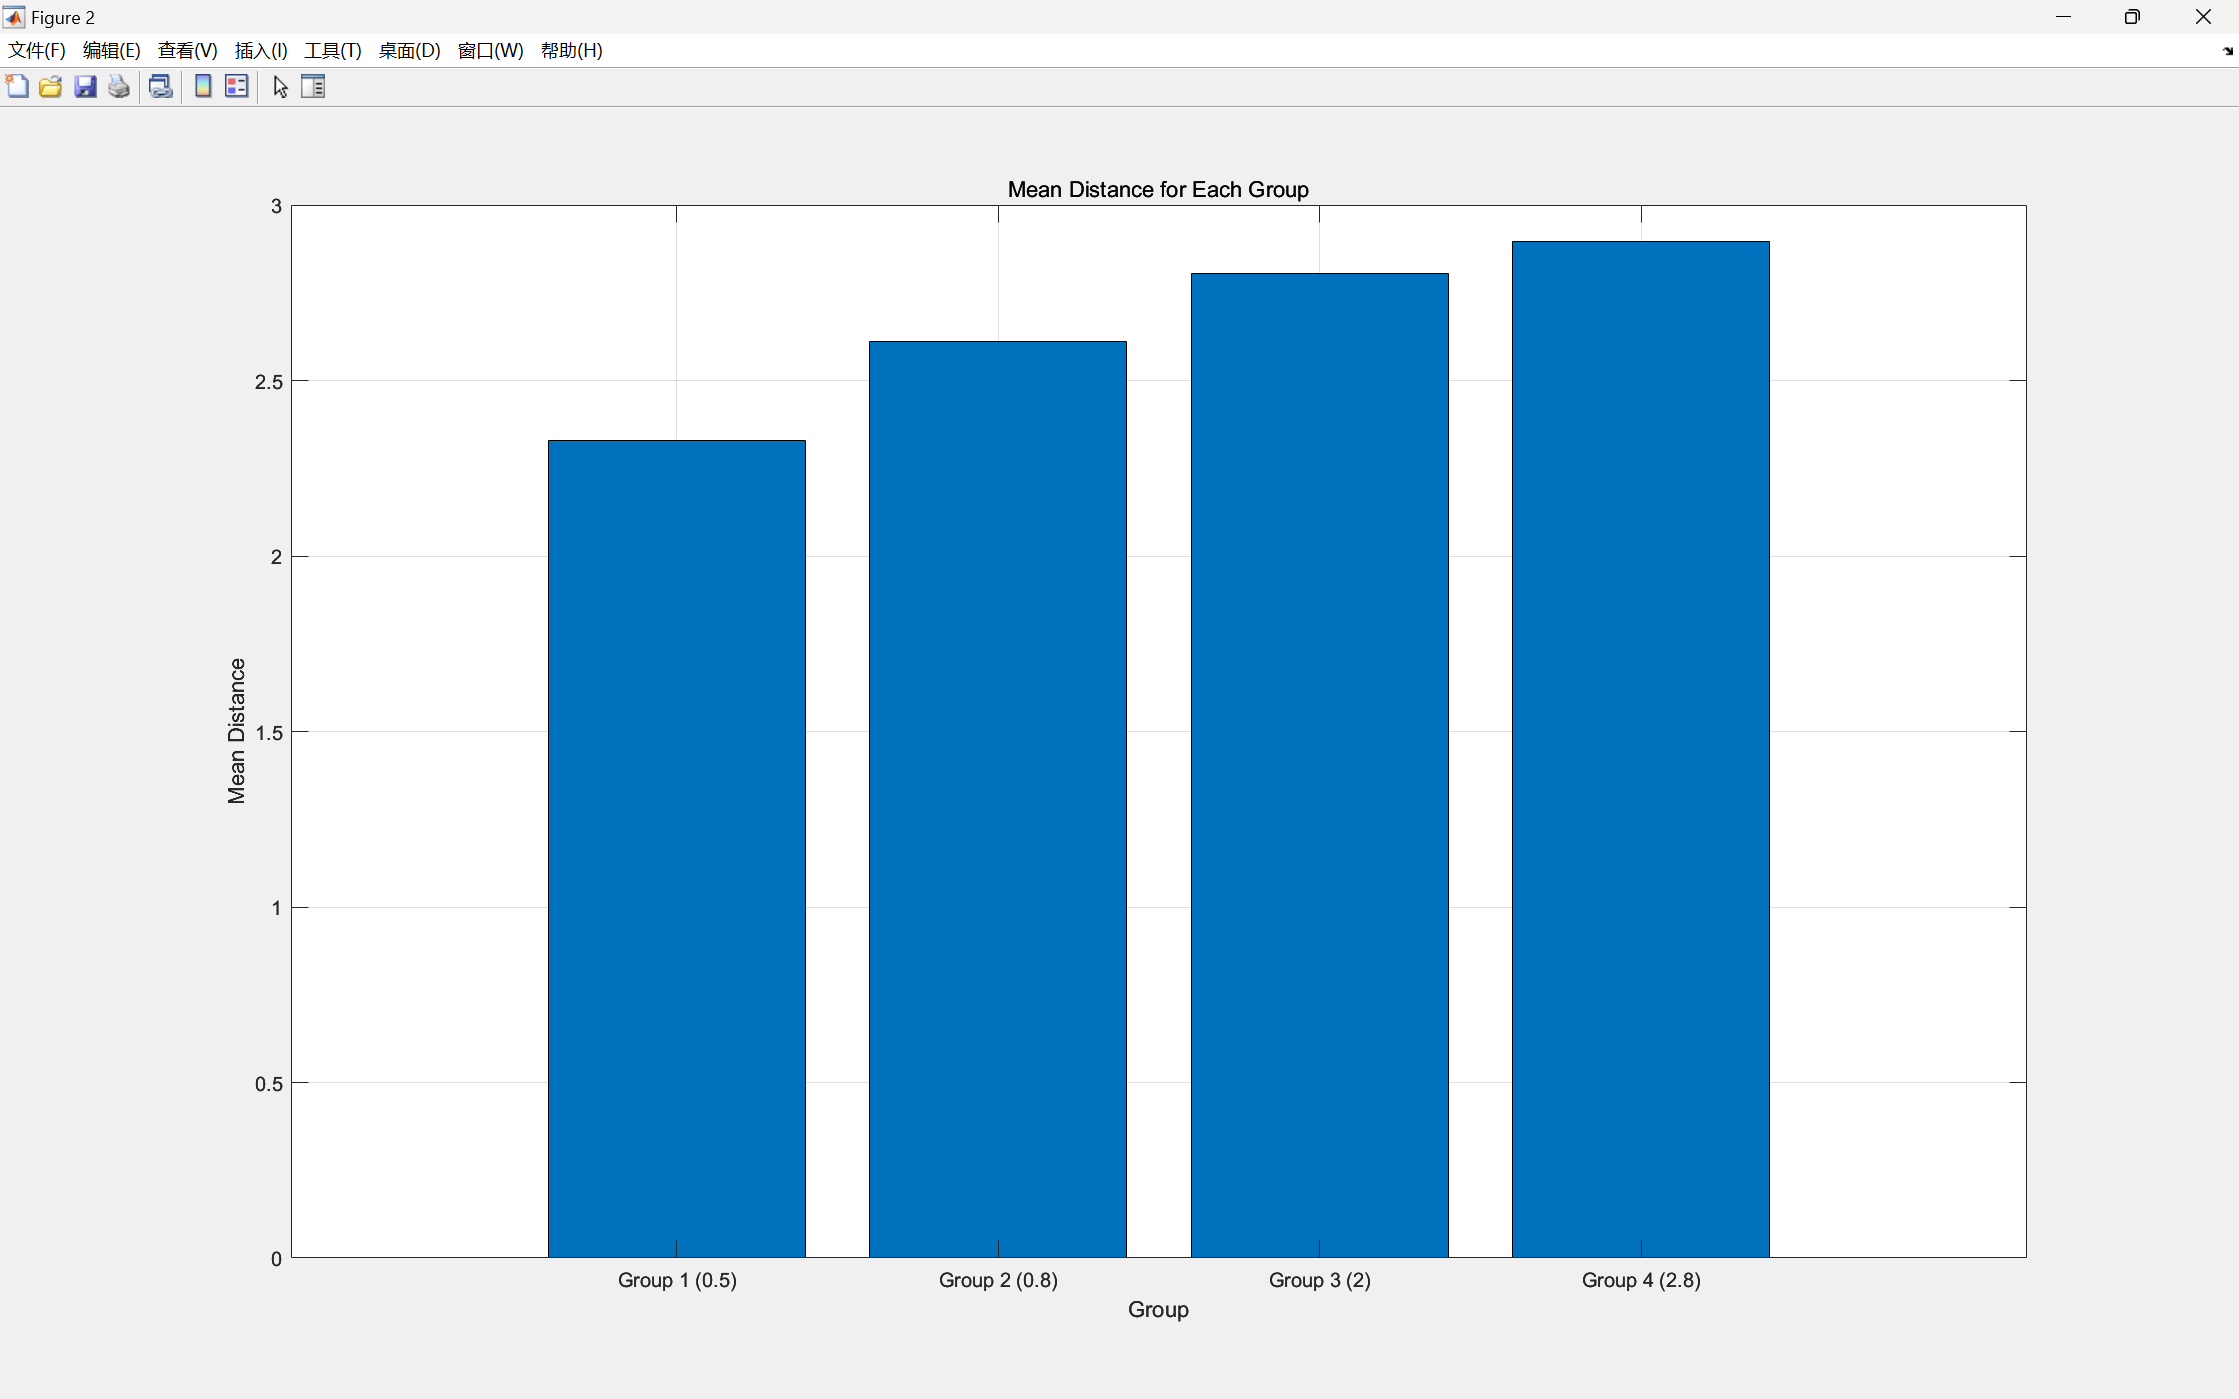 Figure 2
文件(F) 编辑(E) 查看(V) 插入(I) 工具(T) 桌面(D) 窗口(W) 帮助(H)
Mean Distance for Each Group
3
2.5
2
1.5
1
0.5
0
Mean Distance
Group 1 (0.5) Group 2 (0.8) Group 3 (2) Group 4 (2.8)
Group